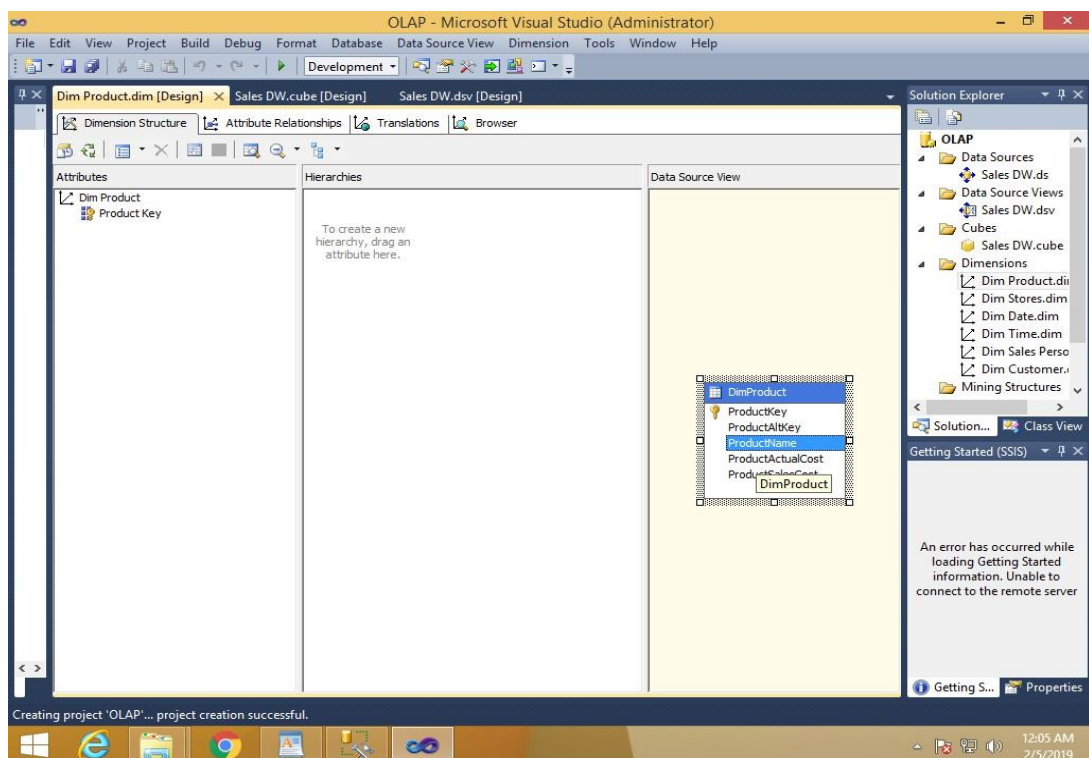 OLAP - Microsoft Visual Studio (Administrator)
File Edit View Project Build Debug Format Database Data Source View Dimension Tools Window Help
Development
Dim Product.dim [Design] Sales DW.cube [Design] Sales DW.dsv [Design]
Dimension Structure Attribute Relationships Translations Browser
Attributes
Dim Product
Product Key
Hierarchies
To create a new
hierarchy, drag an
attribute here.
Data Source View
DimProduct
ProductKey
ProductAltKey
ProductName
ProductActualCost
DimProduct
Solution Explorer
OLAP
Data Sources
Sales DW.ds
Data Source Views
Sales DW.dsv
Cubes
Sales DW.cube
Dimensions
Dim Product.di
Dim Stores.dim
Dim Date.dim
Dim Time.dim
Dim Sales Perso
Dim Customer.
Mining Structures
Solution... Class View
Getting Started (SSIS)
An error has occurred while
loading Getting Started
information. Unable to
connect to the remote server
Getting S... Properties
Creating project 'OLAP'... project creation successful.
12:05 AM
2/5/2019